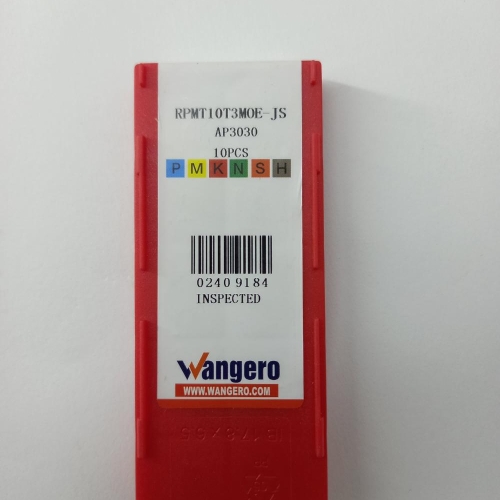 RPMT10T3MOE-JS
AP3030
10PCS
P M K N S H
0240 9184
INSPECTED
Wangero
WWW.WANGERO.COM